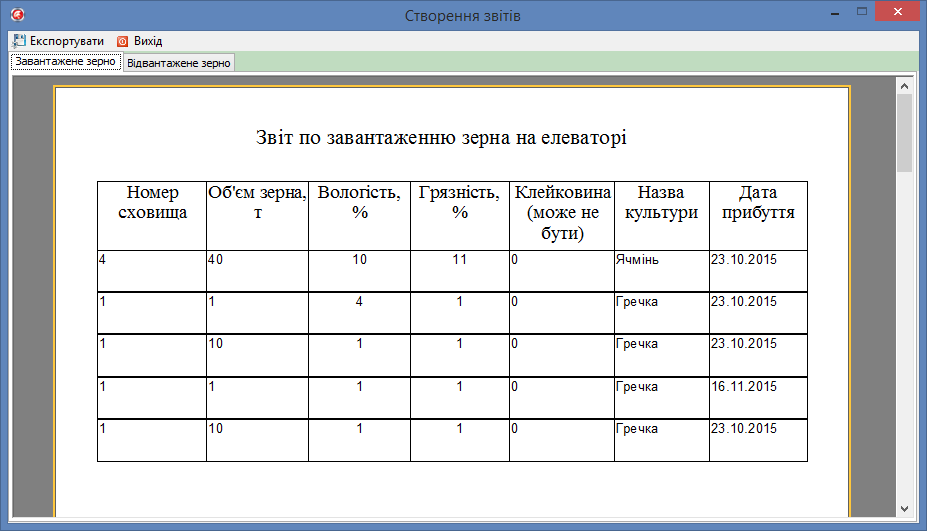 Створення звітів
Експортувати Вихід
Завантажене зерно Відвантажене зерно
Звіт по завантаженню зерна на елеваторі
Номер сховища Об'єм зерна, т Вологість, % Грязність, % Клейковина (може не бути) Назва культури Дата прибуття
4 40 10 11 0 Ячмінь 23.10.2015
1 1 4 1 0 Гречка 23.10.2015
1 10 1 1 0 Гречка 23.10.2015
1 1 1 1 0 Гречка 16.11.2015
1 10 1 1 0 Гречка 23.10.2015